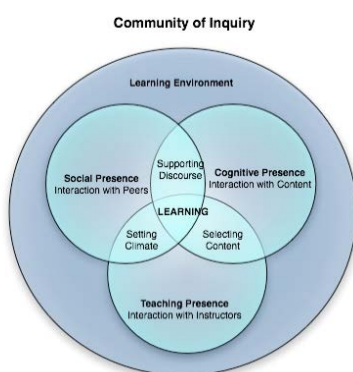 Community of Inquiry
Learning Environment
Supporting
Discourse
Social Presence
Interaction with Peers
Cognitive Presence
Interaction with Content
LEARNING
Setting
Climate
Selecting
Content
Teaching Presence
Interaction with Instructors